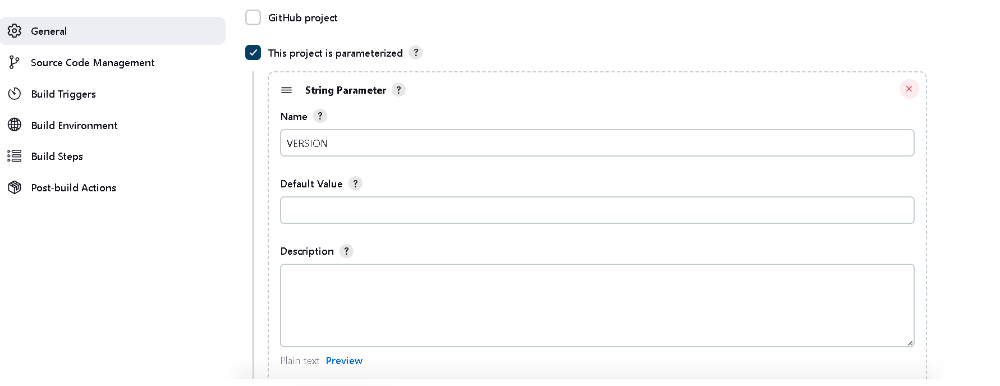 General
Source Code Management
Build Triggers
Build Environment
Build Steps
Post-build Actions
GitHub project
This project is parameterized ?
String Parameter ?
Name ?
VERSION
Default Value ?
Description ?
Plain text Preview